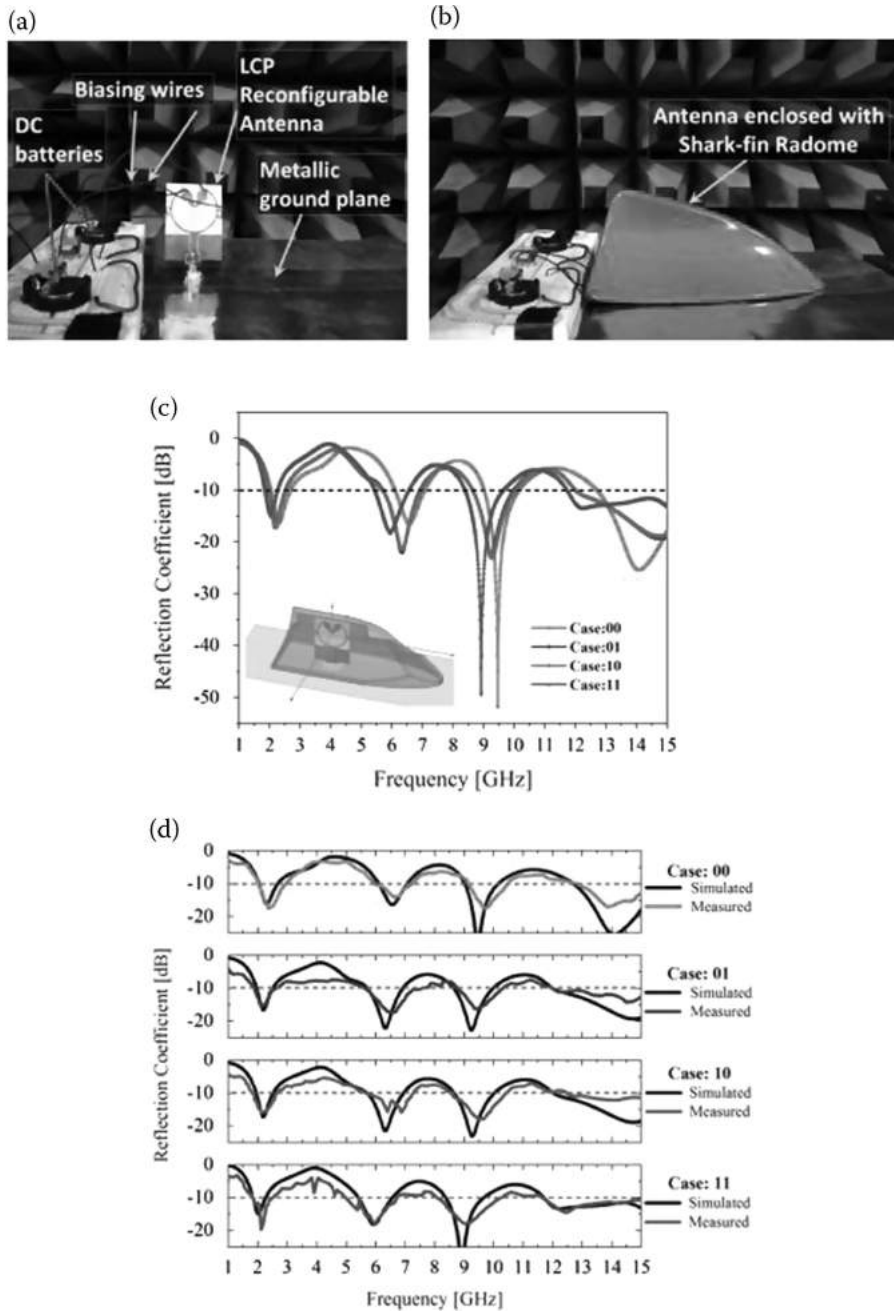 (a)
(b)
Biasing wires
LCP
Reconfigurable
Antenna
DC
batteries
Metallic
ground plane
Antenna enclosed with
Shark-fin Radome
(c)
Reflection Coefficient [dB]
0
-10
-20
-30
-40
-50
Case:00
Case:01
Case:10
Case:11
1 2 3 4 5 6 7 8 9 10 11 12 13 14 15
Frequency [GHz]
(d)
Reflection Coefficient [dB]
0
-10
-20
Case: 00
Simulated
Measured
0
-10
-20
Case: 01
Simulated
Measured
0
-10
-20
Case: 10
Simulated
Measured
0
-10
-20
Case: 11
Simulated
Measured
1 2 3 4 5 6 7 8 9 10 11 12 13 14 15
Frequency [GHz]